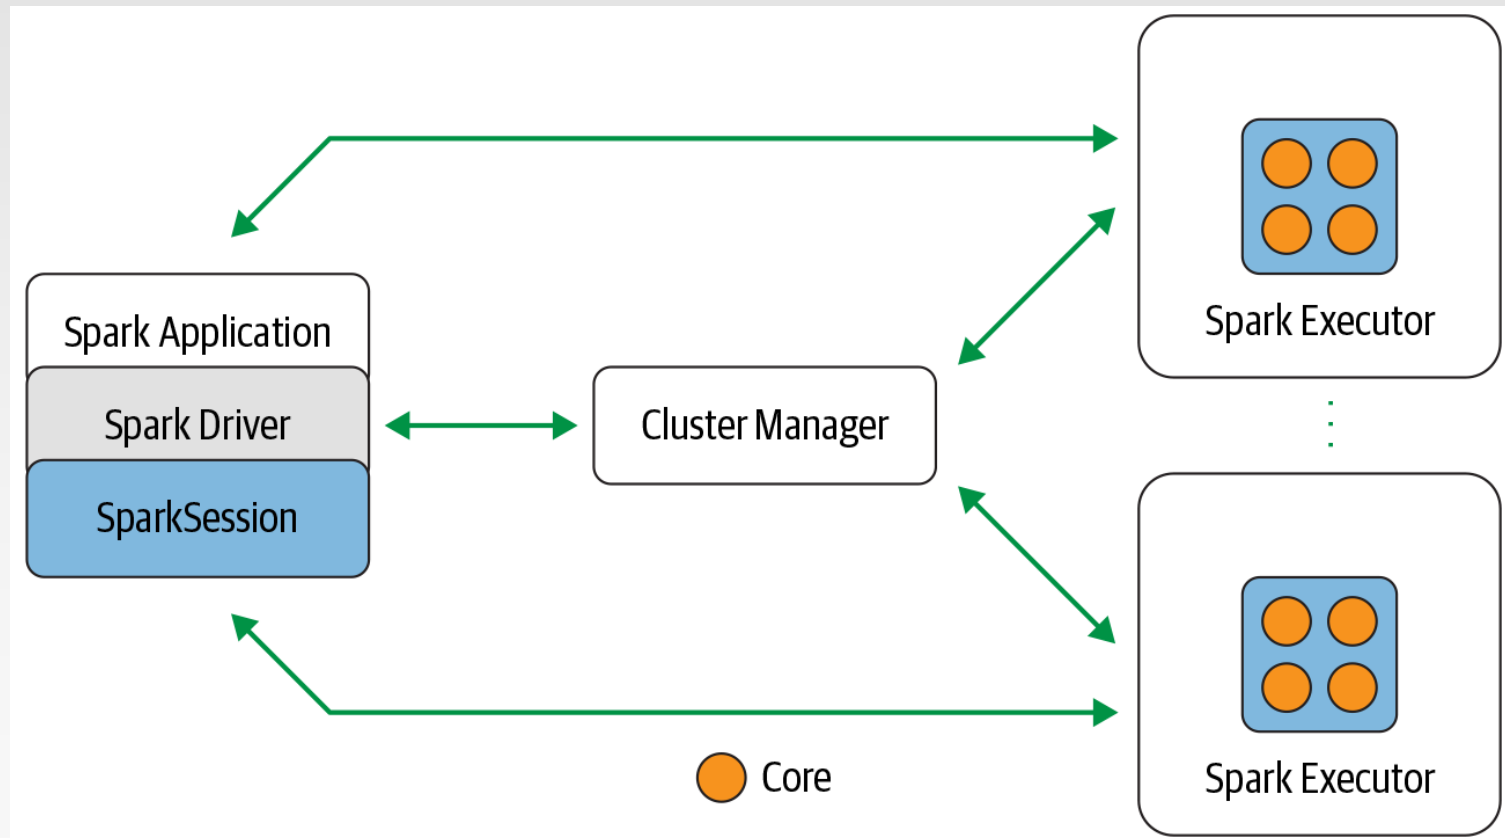 Spark Application
Spark Driver
SparkSession
Cluster Manager
Spark Executor
Spark Executor
Core